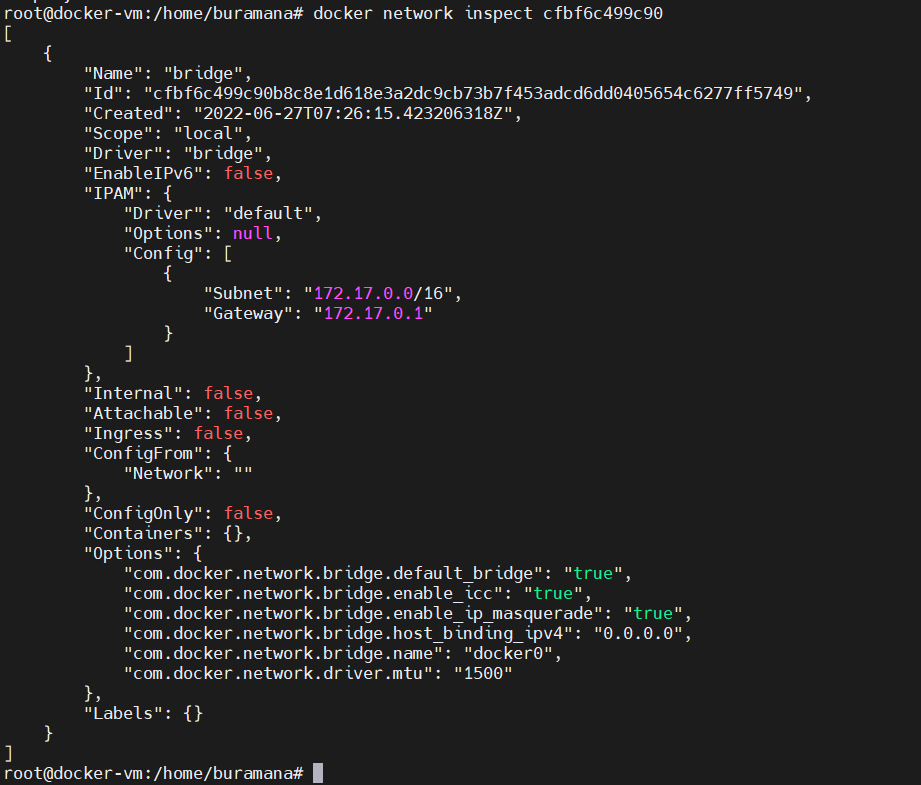 root@docker-vm:/home/buramana# docker network inspect cfbf6c499c90
[
    {
        "Name": "bridge",
        "Id": "cfbf6c499c90b8c8e1d618e3a2dc9cb73b7f453adcd6dd0405654c6277ff5749",
        "Created": "2022-06-27T07:26:15.423206318Z",
        "Scope": "local",
        "Driver": "bridge",
        "EnableIPv6": false,
        "IPAM": {
            "Driver": "default",
            "Options": null,
            "Config": [
                {
                    "Subnet": "172.17.0.0/16",
                    "Gateway": "172.17.0.1"
                }
            ]
        },
        "Internal": false,
        "Attachable": false,
        "Ingress": false,
        "ConfigFrom": {
            "Network": ""
        },
        "ConfigOnly": false,
        "Containers": {},
        "Options": {
            "com.docker.network.bridge.default_bridge": "true",
            "com.docker.network.bridge.enable_icc": "true",
            "com.docker.network.bridge.enable_ip_masquerade": "true",
            "com.docker.network.bridge.host_binding_ipv4": "0.0.0.0",
            "com.docker.network.bridge.name": "docker0",
            "com.docker.network.driver.mtu": "1500"
        },
        "Labels": {}
    }
]
root@docker-vm:/home/buramana#